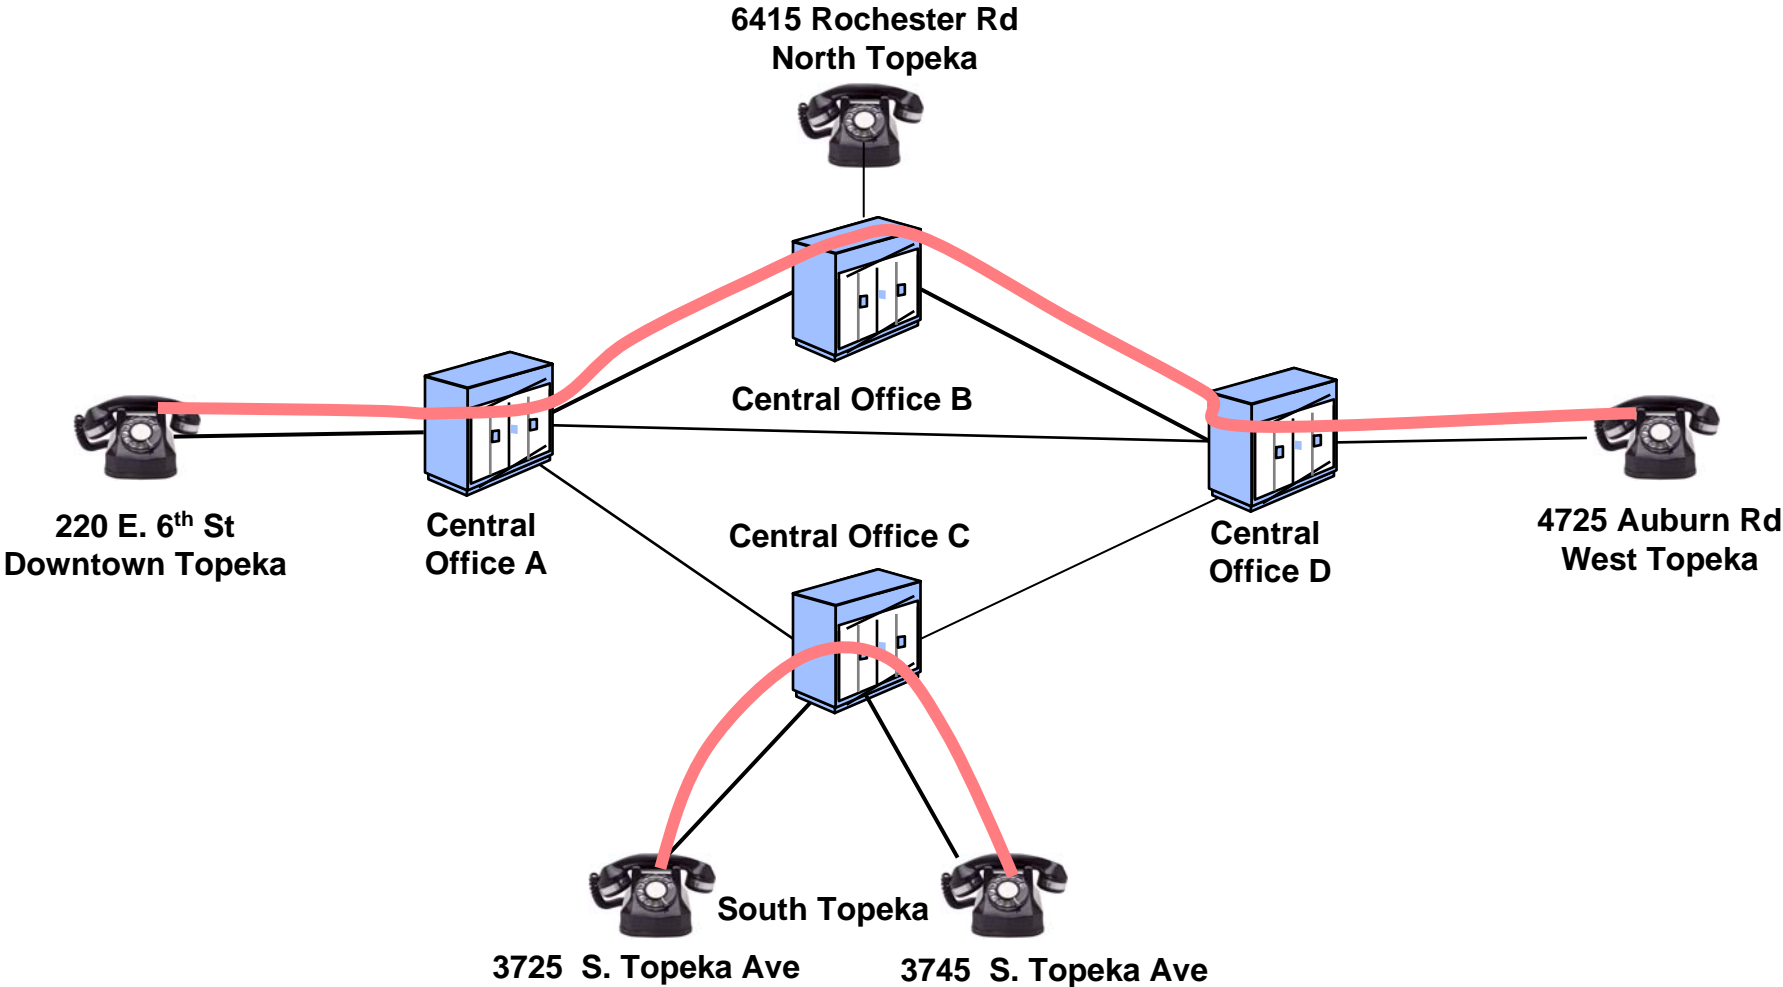 6415 Rochester Rd
North Topeka
Central Office B
220 E. 6th St
Downtown Topeka
Central
Office A
Central Office C
Central
Office D
4725 Auburn Rd
West Topeka
South Topeka
3725 S. Topeka Ave
3745 S. Topeka Ave